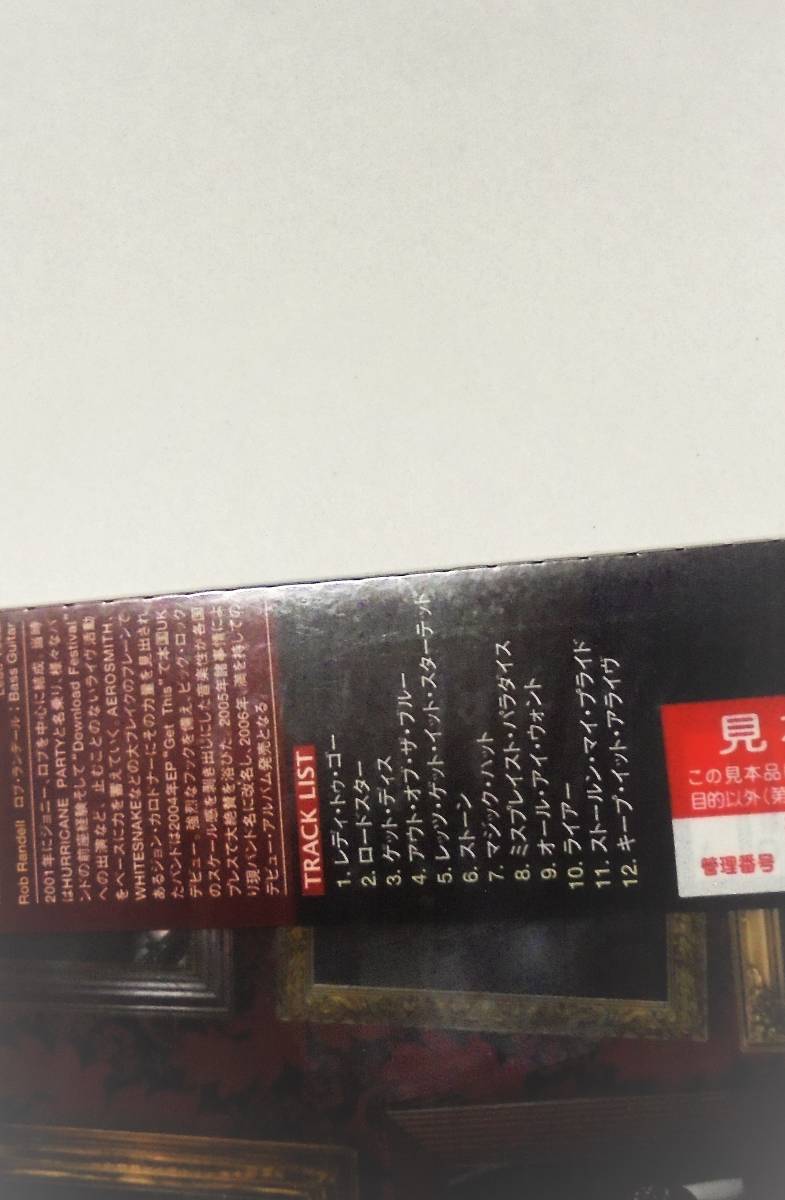 Rob Randell ロブ・ランデール Bass Guitar
2001年にジョニー、ロブを中心に結成。当時
はHURRICANE PARTYと名乗り、様々なバ
ンドの前座経験をそして"Download Festival"
への出演など、止むことのないライヴ活動
をベースに力を蓄えていく。AEROSMITH、
WHITESNAKEなどの大ブレイクのブレーンで
あるジョン・カロドナーにその力量を見出され
たバンドは2004年EP "Get This" で本国UK
デビュー。強烈なフックを備え、ビッグ・ロック
のスケール感を剥き出しにした音楽性が各国
プレスで大絶賛を浴びた。2005年諸事情によ
り現バンド名に改名し、2006年、満を持しての
デビュー・アルバム発売となる
TRACK LIST
1. レディ・トゥ・ゴー
2. ロードスター
3. ゲット・ディス
4. アウト・オブ・ザ・ブルー
5. レッツ・ゲット・イット・スターテッド
6. ストーン
7. マジック・ハット
8. ミスプレイスト・パラダイス
9. オール・アイ・ウォント
10. ライアー
11. ストールン・マイ・プライド
12. キープ・イット・アライヴ
見
この見本品
目的以外(第
管理番号